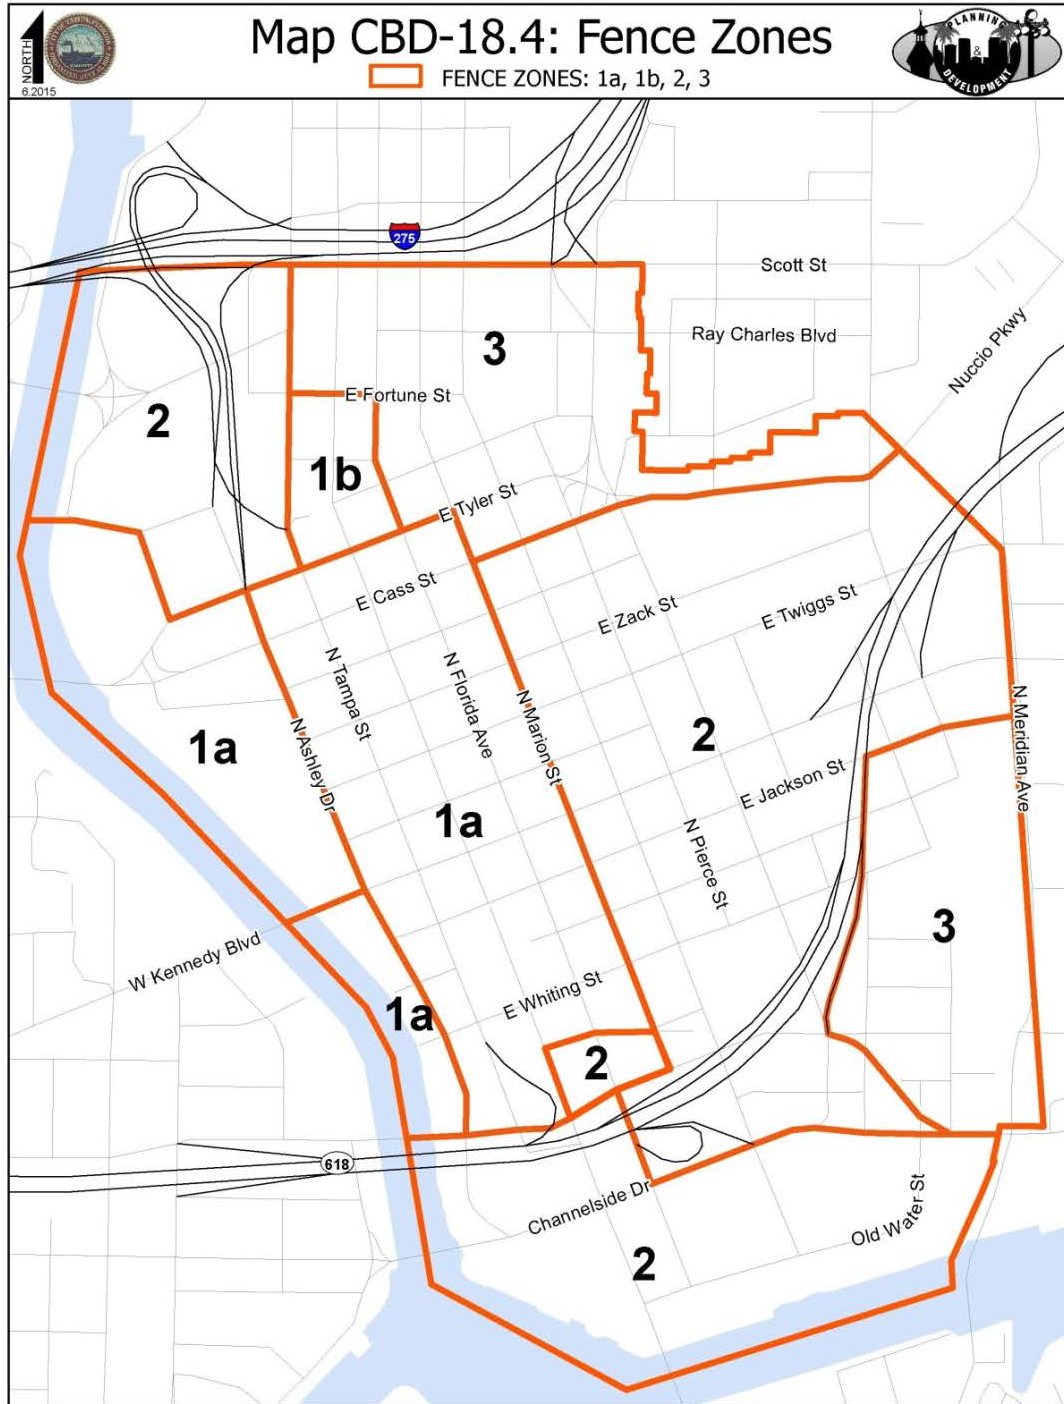 Map CBD-18.4: Fence Zones
FENCE ZONES: 1a, 1b, 2, 3
NORTH
6.2015
PLANNING
&
DEVELOPMENT
275
Scott St
Ray Charles Blvd
Nuccio Pkwy
3
E Fortune St
2
1b
E Tyler St
E Cass St
E Zack St
E Twiggs St
N Tampa St
N Florida Ave
N Marion St
N Meridian Ave
1a
N Ashley Dr
2
E Jackson St
1a
N Pierce St
3
W Kennedy Blvd
E Whiting St
1a
2
618
Channelside Dr
Old Water St
2